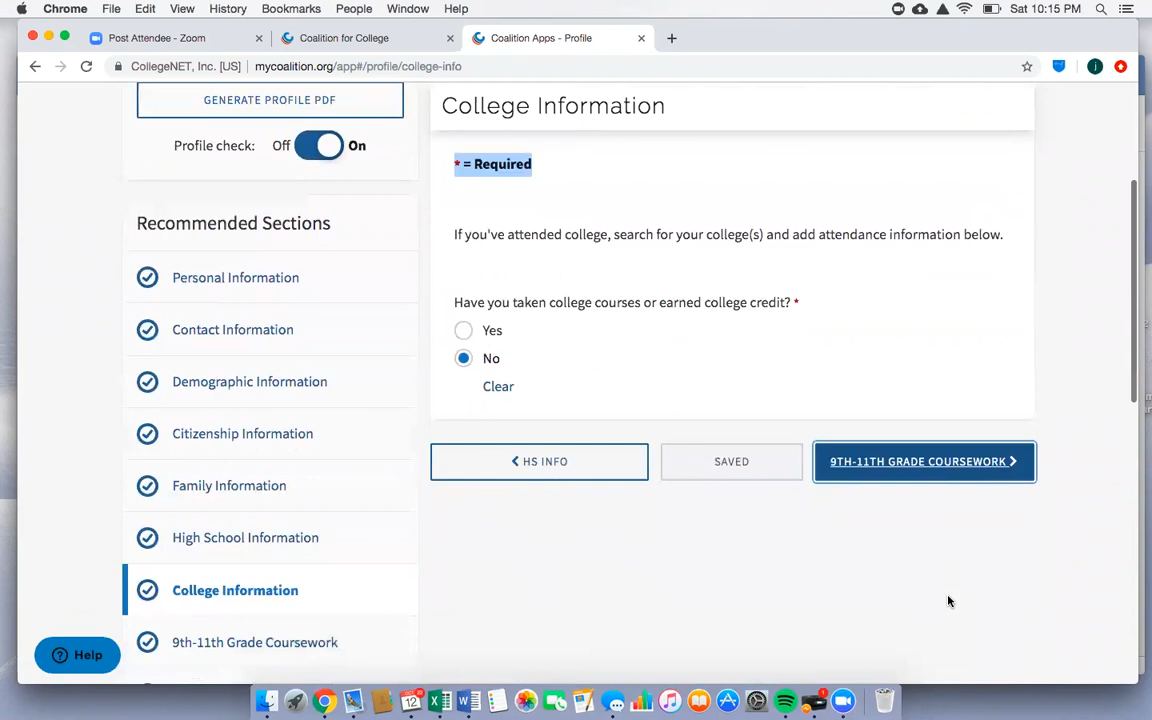 Chrome File Edit View History Bookmarks People Window Help Sat 10:15 PM
Post Attendee - Zoom × Coalition for College × Coalition Apps - Profile × +
CollegeNET, Inc. [US] | mycoalition.org/app#/profile/college-info
GENERATE PROFILE PDF
Profile check: Off On
Recommended Sections
Personal Information
Contact Information
Demographic Information
Citizenship Information
Family Information
High School Information
College Information
9th-11th Grade Coursework
Help
College Information
* = Required
If you've attended college, search for your college(s) and add attendance information below.
Have you taken college courses or earned college credit? *
Yes
No
Clear
HS INFO
SAVED
9TH-11TH GRADE COURSEWORK